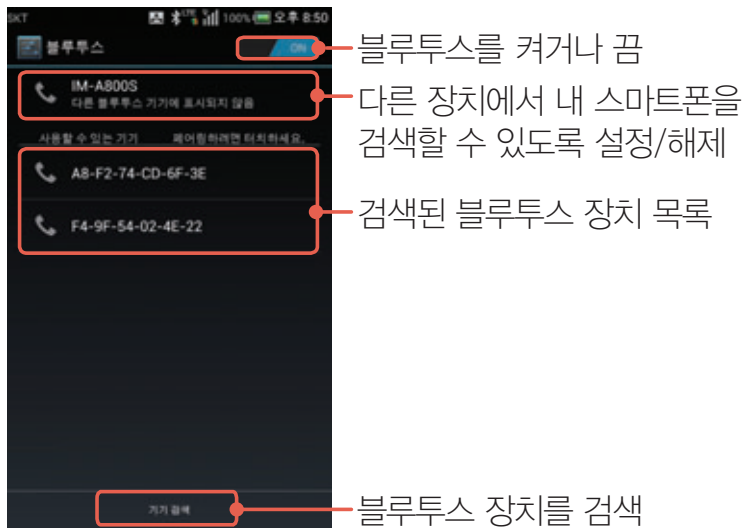 SKT 100% 오후 8:50
블루투스 ON
블루투스를 켜거나 끔
IM-A800S
다른 블루투스 기기에 표시되지 않음
다른 장치에서 내 스마트폰을
검색할 수 있도록 설정/해제
사용할 수 있는 기기 페어링하려면 터치하세요.
A8-F2-74-CD-6F-3E
F4-9F-54-02-4E-22
검색된 블루투스 장치 목록
기기 검색
블루투스 장치를 검색